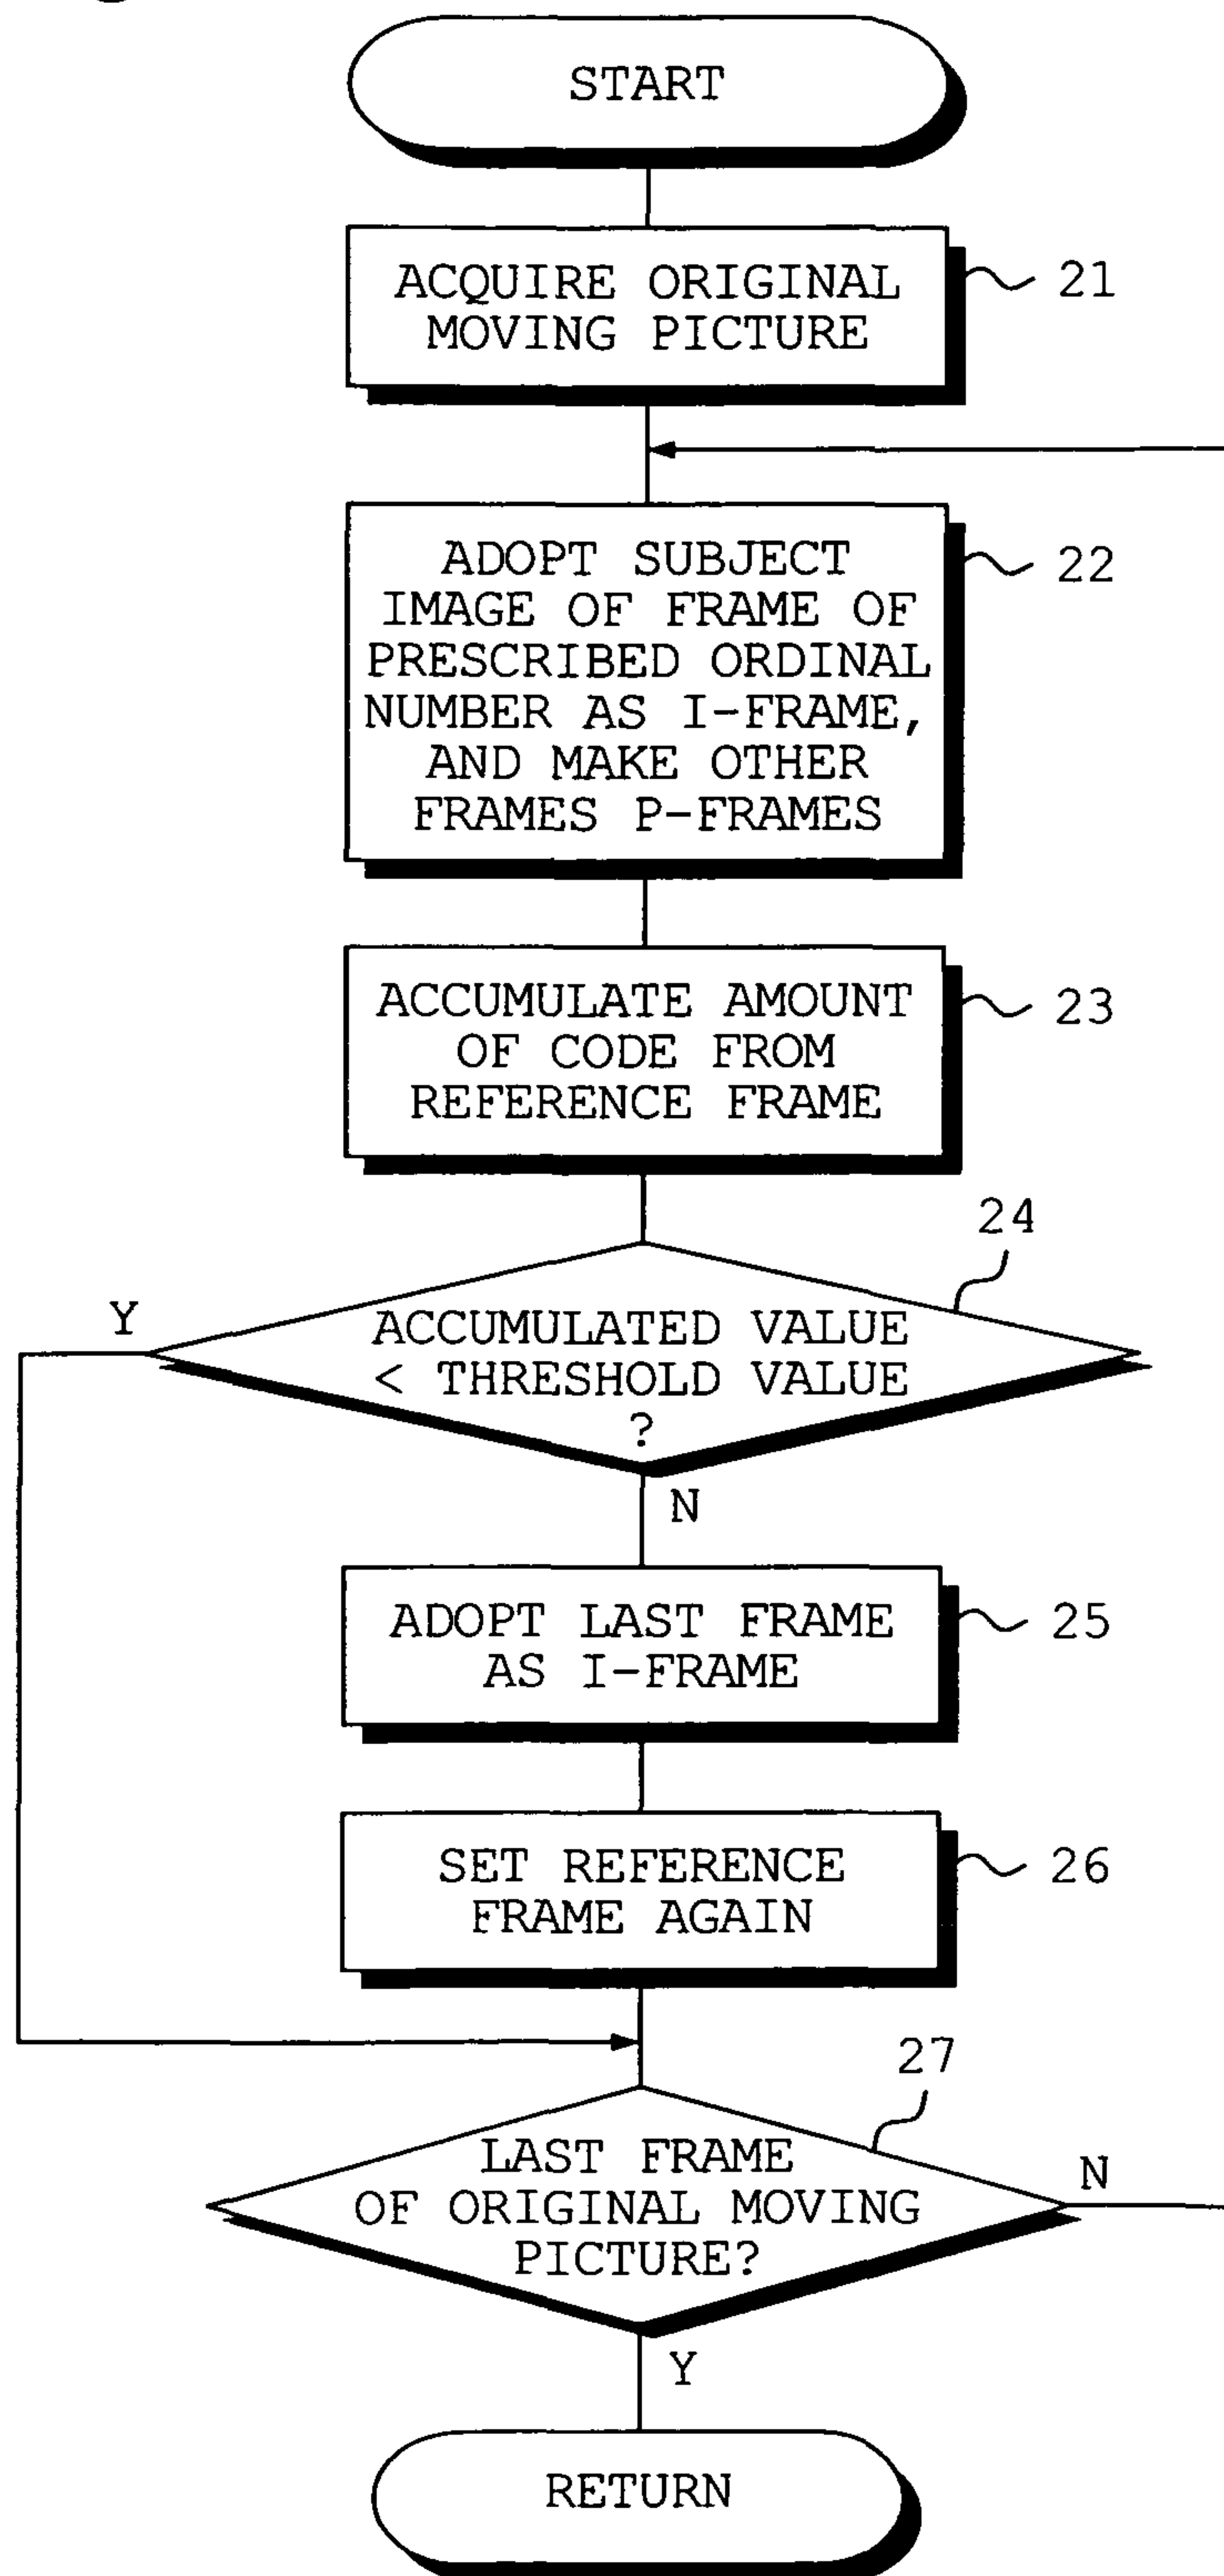 START
ACQUIRE ORIGINAL
MOVING PICTURE
21
ADOPT SUBJECT
IMAGE OF FRAME OF
PRESCRIBED ORDINAL
NUMBER AS I-FRAME,
AND MAKE OTHER
FRAMES P-FRAMES
22
ACCUMULATE AMOUNT
OF CODE FROM
REFERENCE FRAME
23
24
Y
ACCUMULATED VALUE
< THRESHOLD VALUE
?
N
ADOPT LAST FRAME
AS I-FRAME
25
SET REFERENCE
FRAME AGAIN
26
27
LAST FRAME
OF ORIGINAL MOVING
PICTURE?
N
Y
RETURN